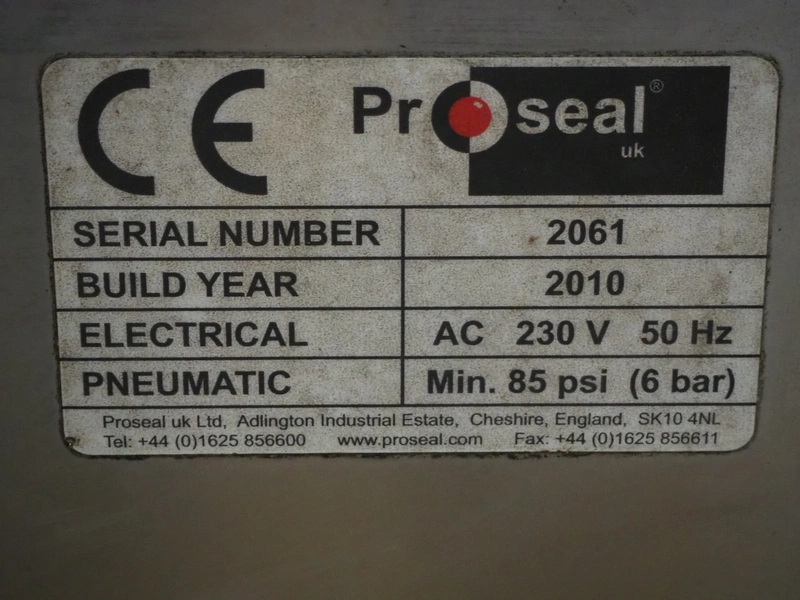 CE Proseal®
uk
SERIAL NUMBER 2061
BUILD YEAR 2010
ELECTRICAL AC 230 V 50 Hz
PNEUMATIC Min. 85 psi (6 bar)
Proseal uk Ltd, Adlington Industrial Estate, Cheshire, England, SK10 4NL
Tel: +44 (0)1625 856600 www.proseal.com Fax: +44 (0)1625 856611